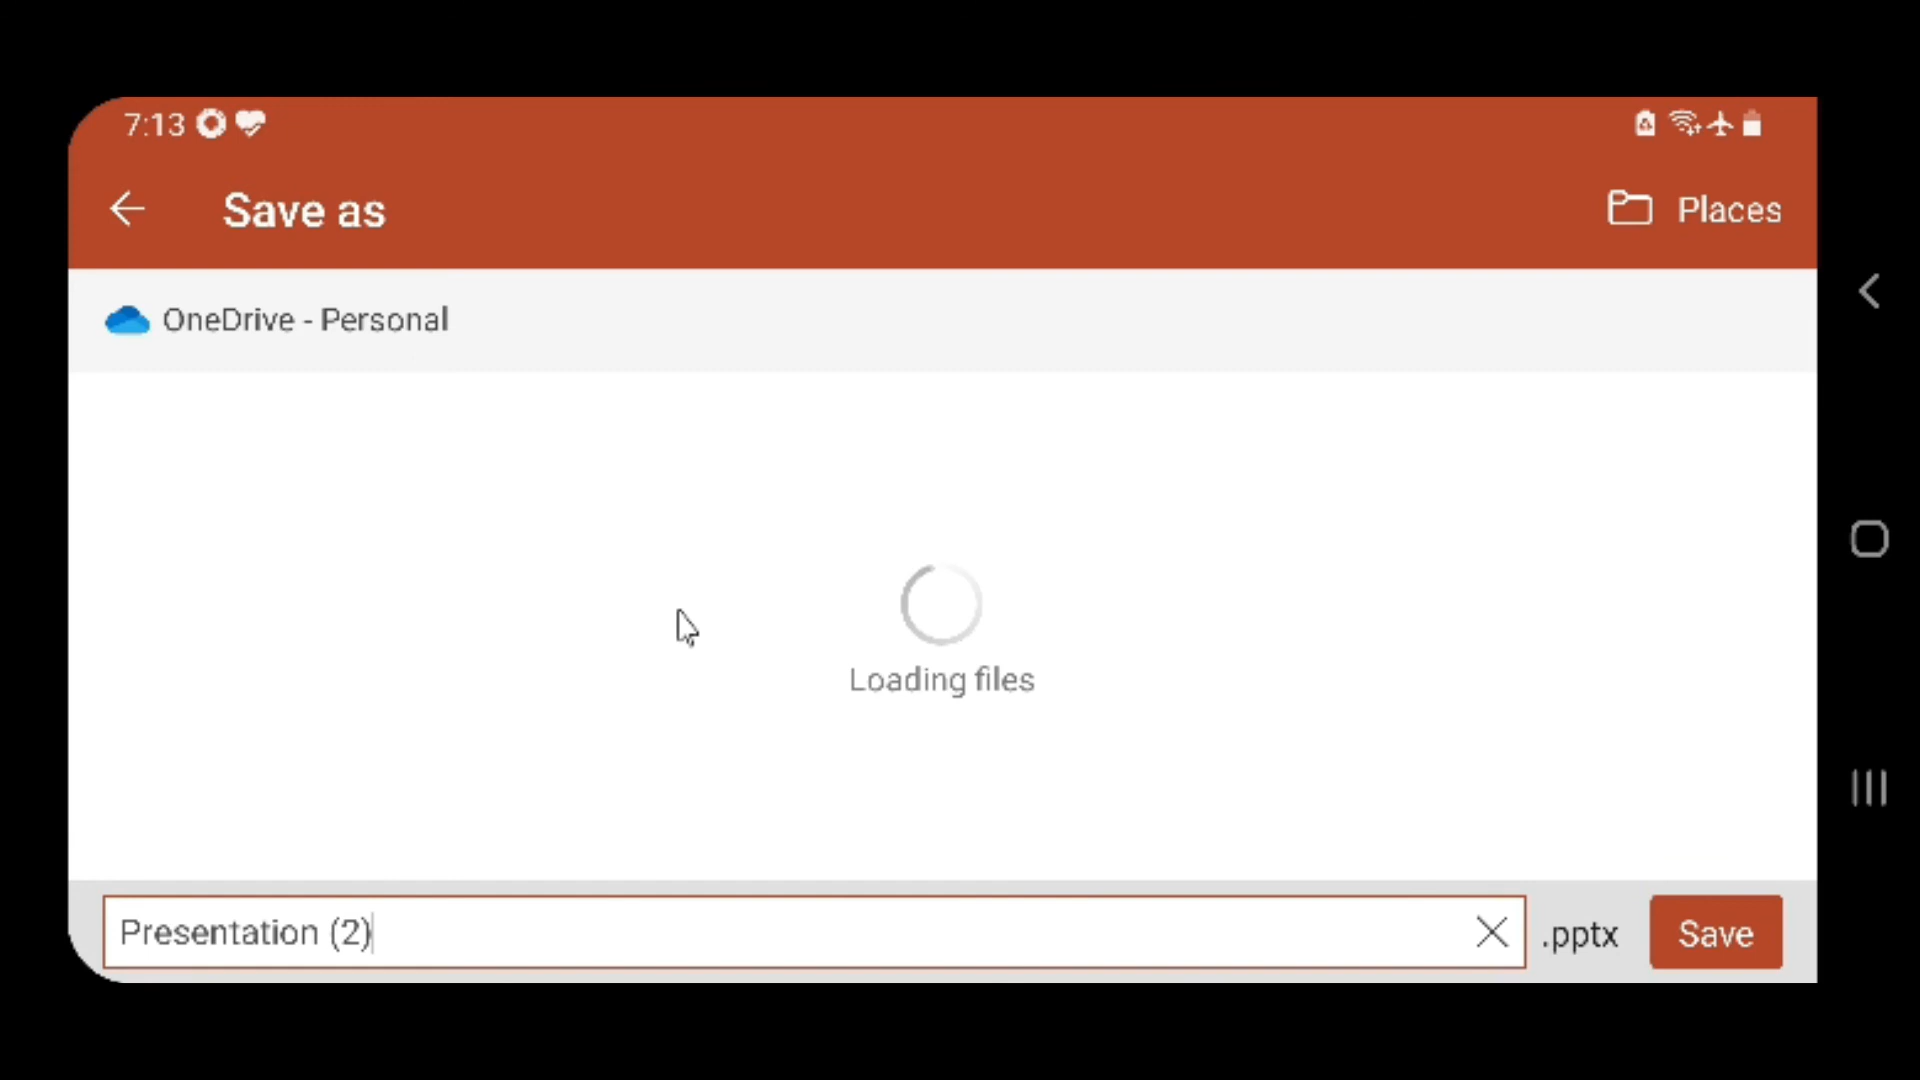 7:13
Save as
Places
OneDrive - Personal
Loading files
Presentation (2)
.pptx
Save